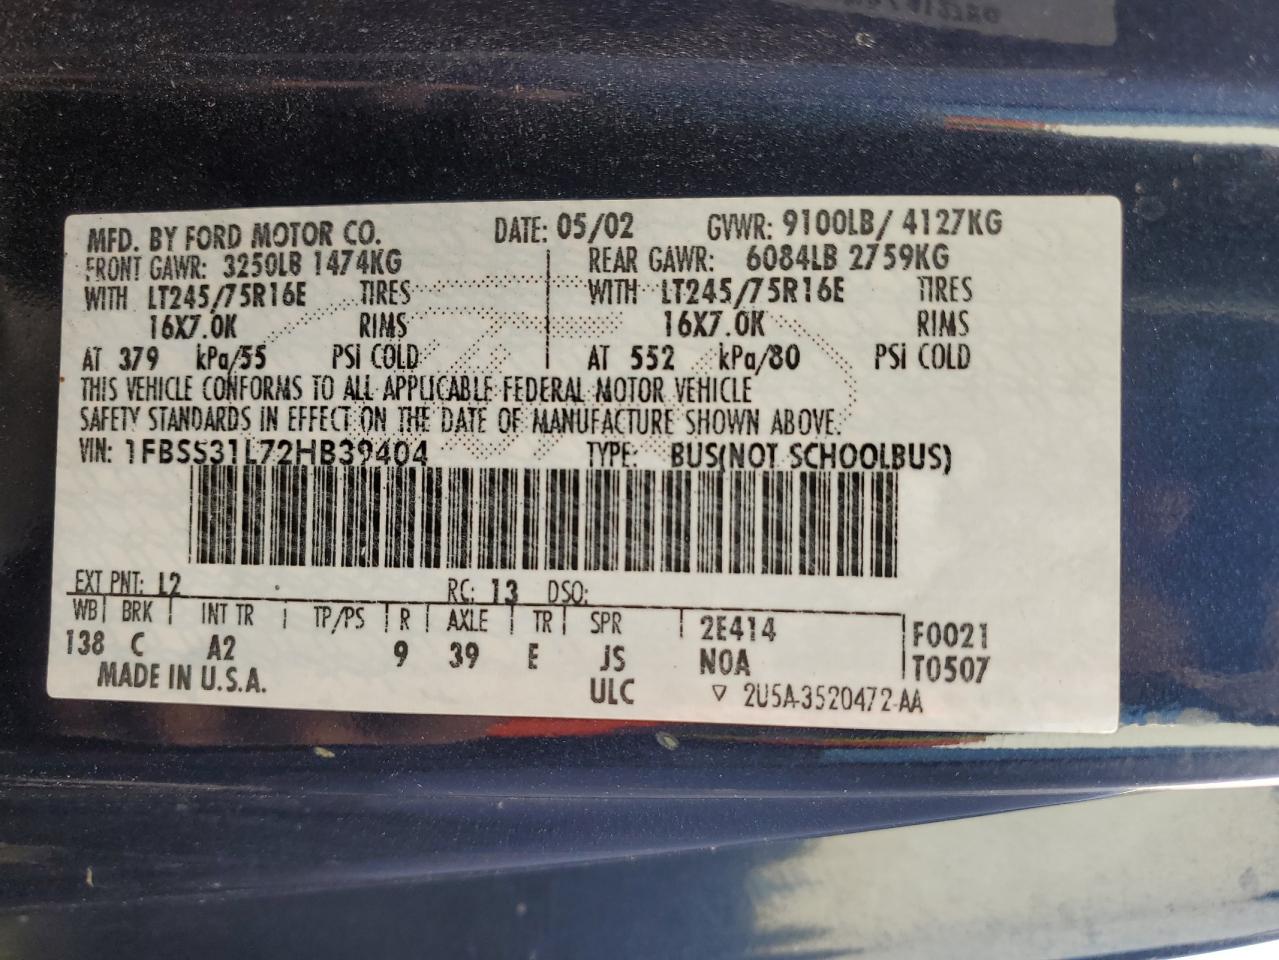 MFD. BY FORD MOTOR CO. DATE: 05/02 GVWR: 9100LB/ 4127KG
FRONT GAWR: 3250LB 1474KG REAR GAWR: 6084LB 2759KG
WITH LT245/75R16E TIRES WITH LT245/75R16E TIRES
16X7.0K RIMS 16X7.0K RIMS
AT 379 kPa/55 PSI COLD AT 552 kPa/80 PSI COLD
THIS VEHICLE CONFORMS TO ALL APPLICABLE FEDERAL MOTOR VEHICLE
SAFETY STANDARDS IN EFFECT ON THE DATE OF MANUFACTURE SHOWN ABOVE.
VIN: 1FBSS31L72HB39404 TYPE: BUS(NOT SCHOOLBUS)
EXT PNT: L2 RC: 13 DSO:
WB BRK INT TR TP/PS R AXLE TR SPR 2E414 F0021
138 C A2 9 39 E JS N0A T0507
MADE IN U.S.A. ULC ▽ 2U5A-3520472-AA